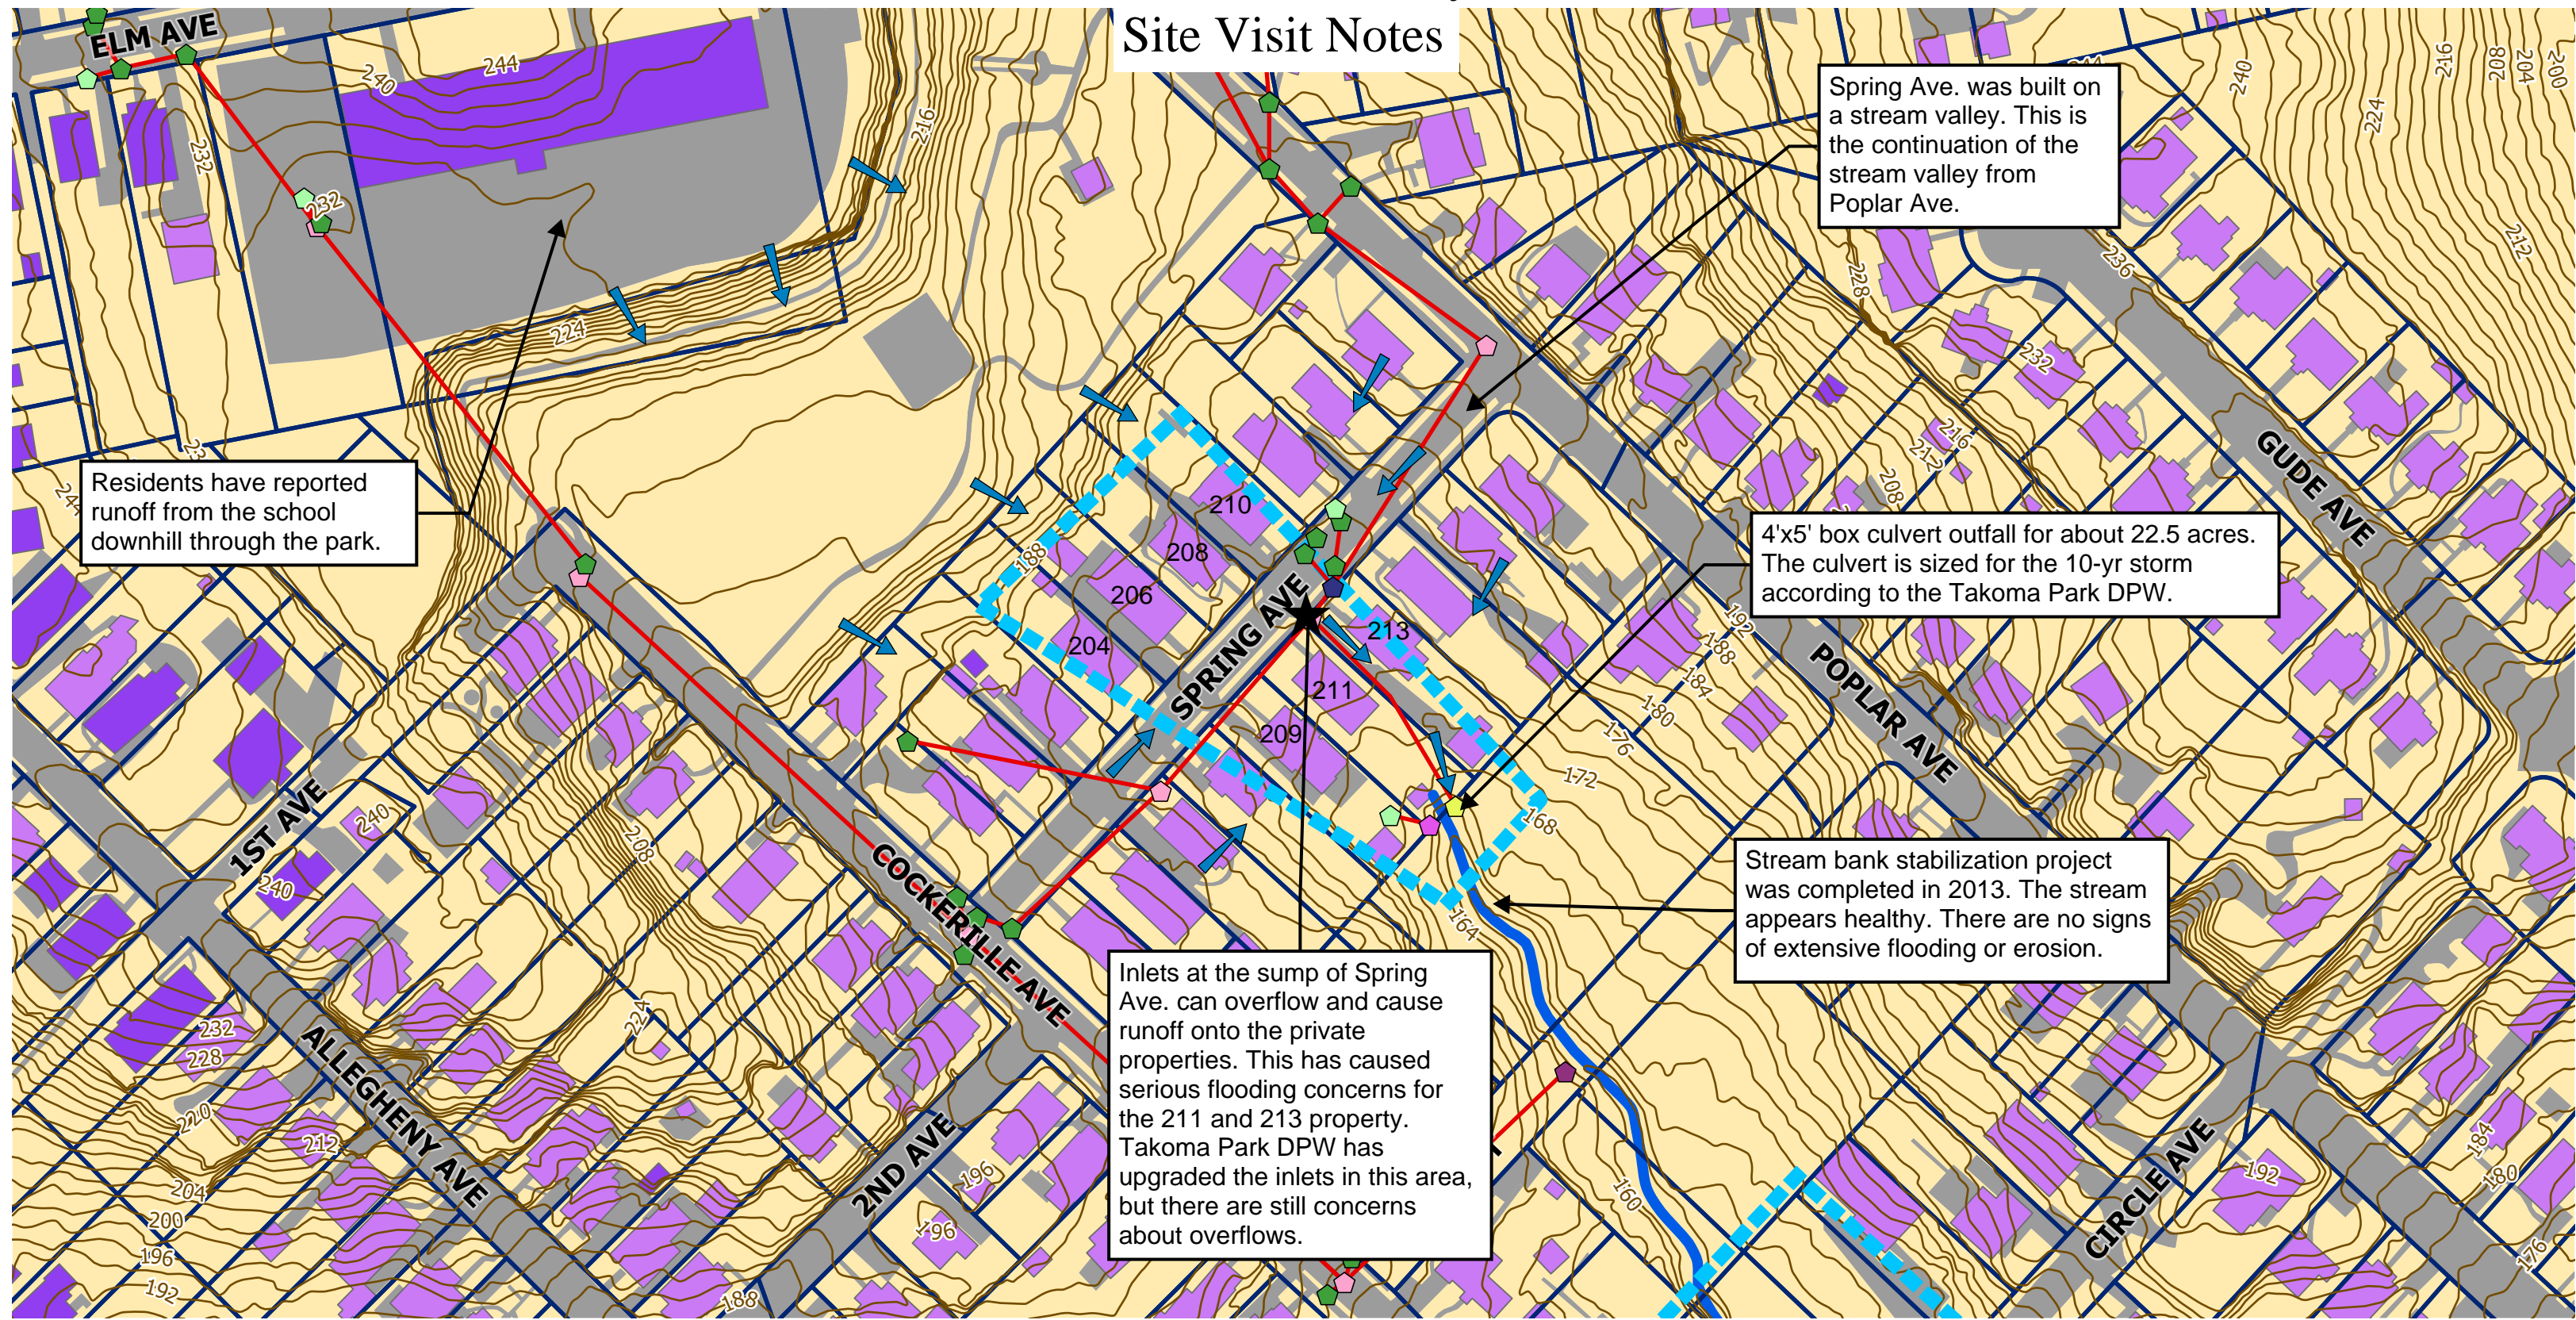 Site Visit Notes
ELM AVE
240
244
232
232
216
224
244
Spring Ave. was built on
a stream valley. This is
the continuation of the
stream valley from
Poplar Ave.
240
216
208
204
200
224
212
236
228
232
216
212
208
GUDE AVE
Residents have reported
runoff from the school
downhill through the park.
188
210
208
206
204
213
211
209
SPRING AVE
4'x5' box culvert outfall for about 22.5 acres.
The culvert is sized for the 10-yr storm
according to the Takoma Park DPW.
192
188
184
180
176
172
168
164
POPLAR AVE
1ST AVE
240
240
208
COCKERILLE AVE
Stream bank stabilization project
was completed in 2013. The stream
appears healthy. There are no signs
of extensive flooding or erosion.
Inlets at the sump of Spring
Ave. can overflow and cause
runoff onto the private
properties. This has caused
serious flooding concerns for
the 211 and 213 property.
Takoma Park DPW has
upgraded the inlets in this area,
but there are still concerns
about overflows.
224
232
228
220
212
204
200
196
192
ALLEGHENY AVE
2ND AVE
196
196
188
160
CIRCLE AVE
192
184
180
176